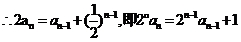 ∴2aₙ = aₙ₋₁+(1/2)ⁿ⁻¹,即2ⁿaₙ = 2ⁿ⁻¹aₙ₋₁+1